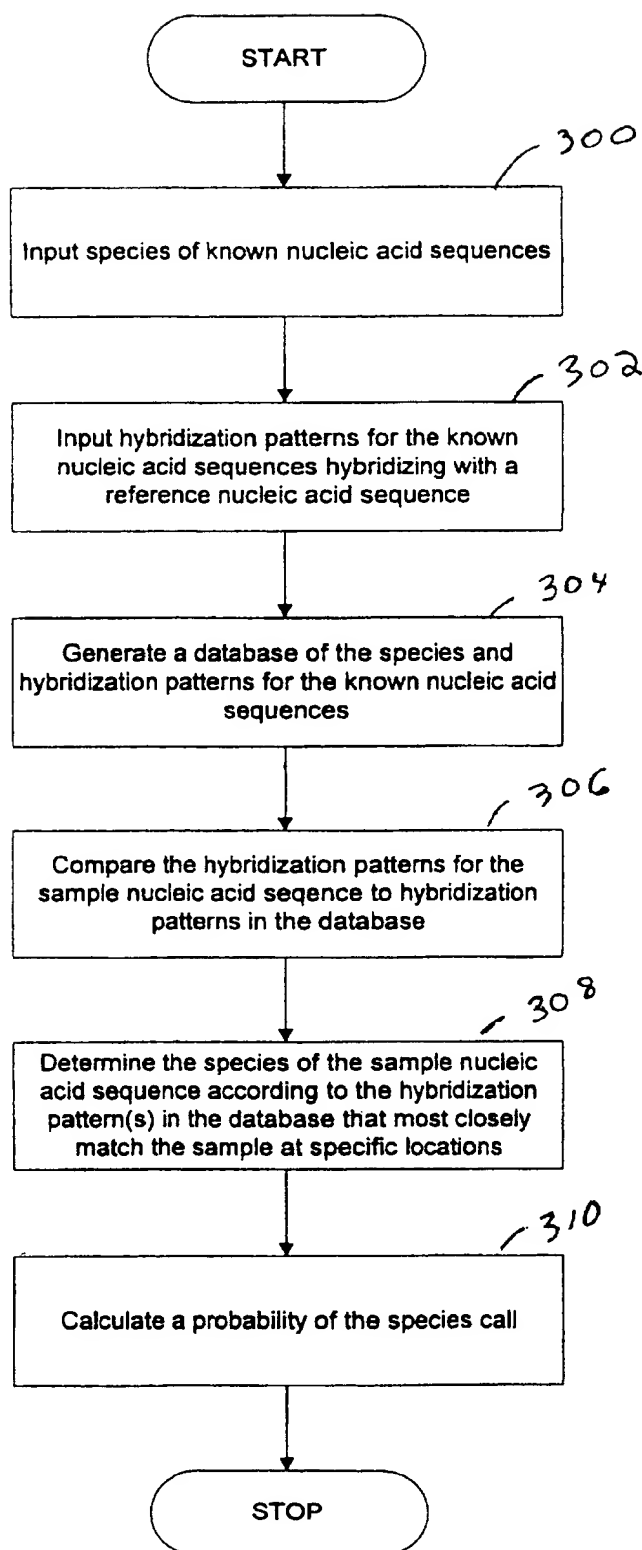 START
300
Input species of known nucleic acid sequences
302
Input hybridization patterns for the known
nucleic acid sequences hybridizing with a
reference nucleic acid sequence
304
Generate a database of the species and
hybridization patterns for the known nucleic acid
sequences
306
Compare the hybridization patterns for the
sample nucleic acid seqence to hybridization
patterns in the database
308
Determine the species of the sample nucleic
acid sequence according to the hybridization
pattern(s) in the database that most closely
match the sample at specific locations
310
Calculate a probability of the species call
STOP